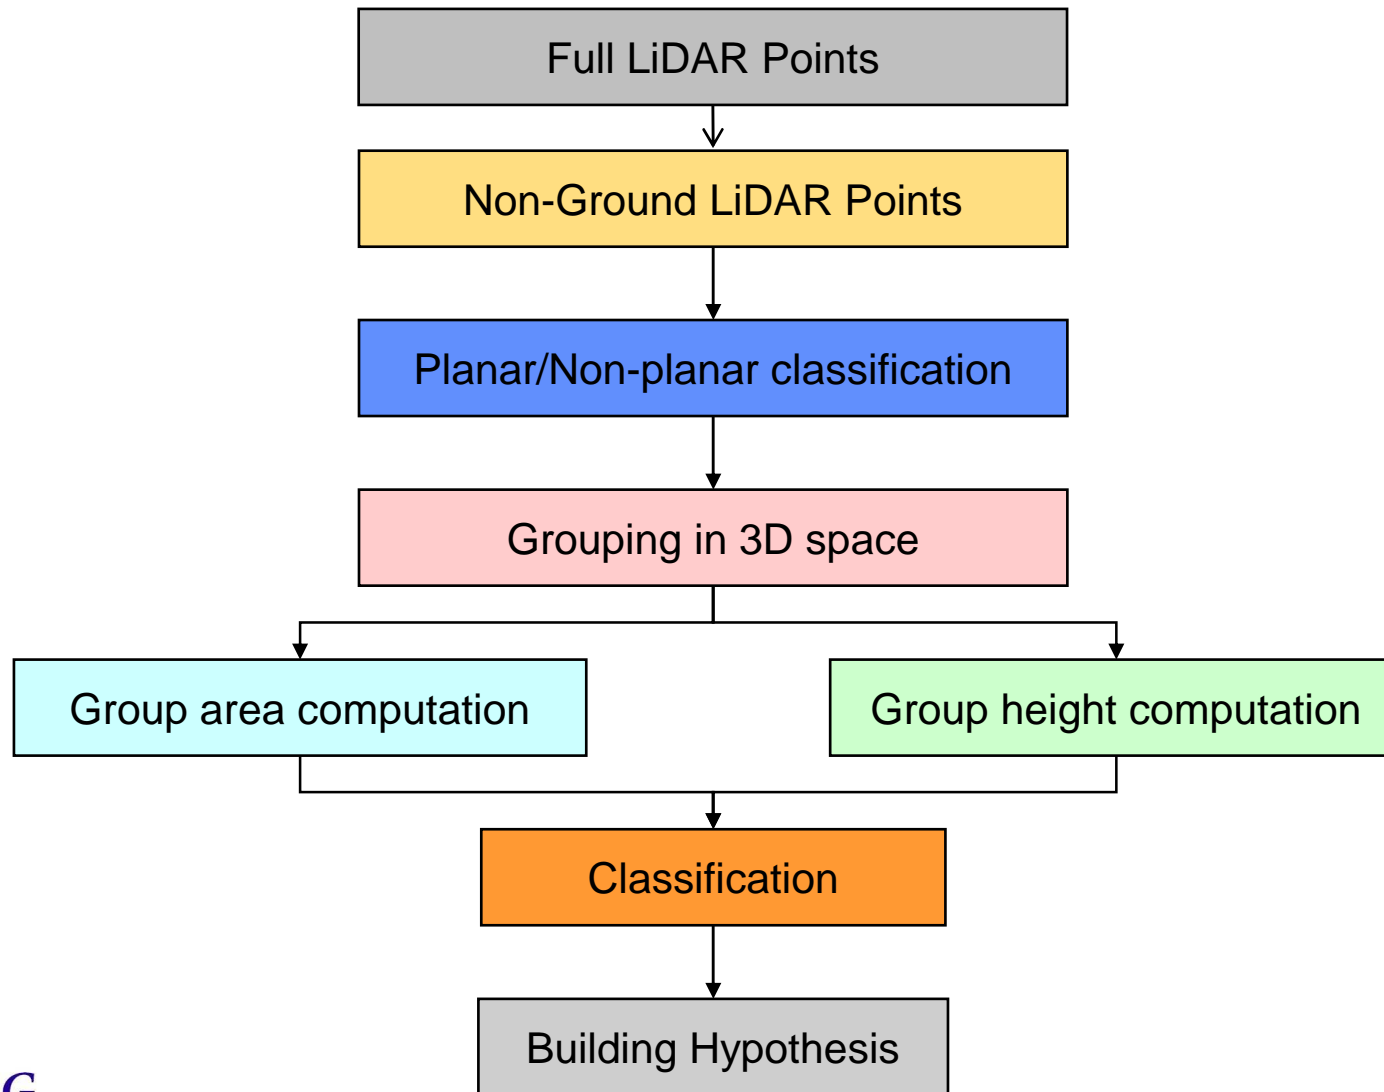 Full LiDAR Points
Non-Ground LiDAR Points
Planar/Non-planar classification
Grouping in 3D space
Group area computation
Group height computation
Classification
Building Hypothesis
G